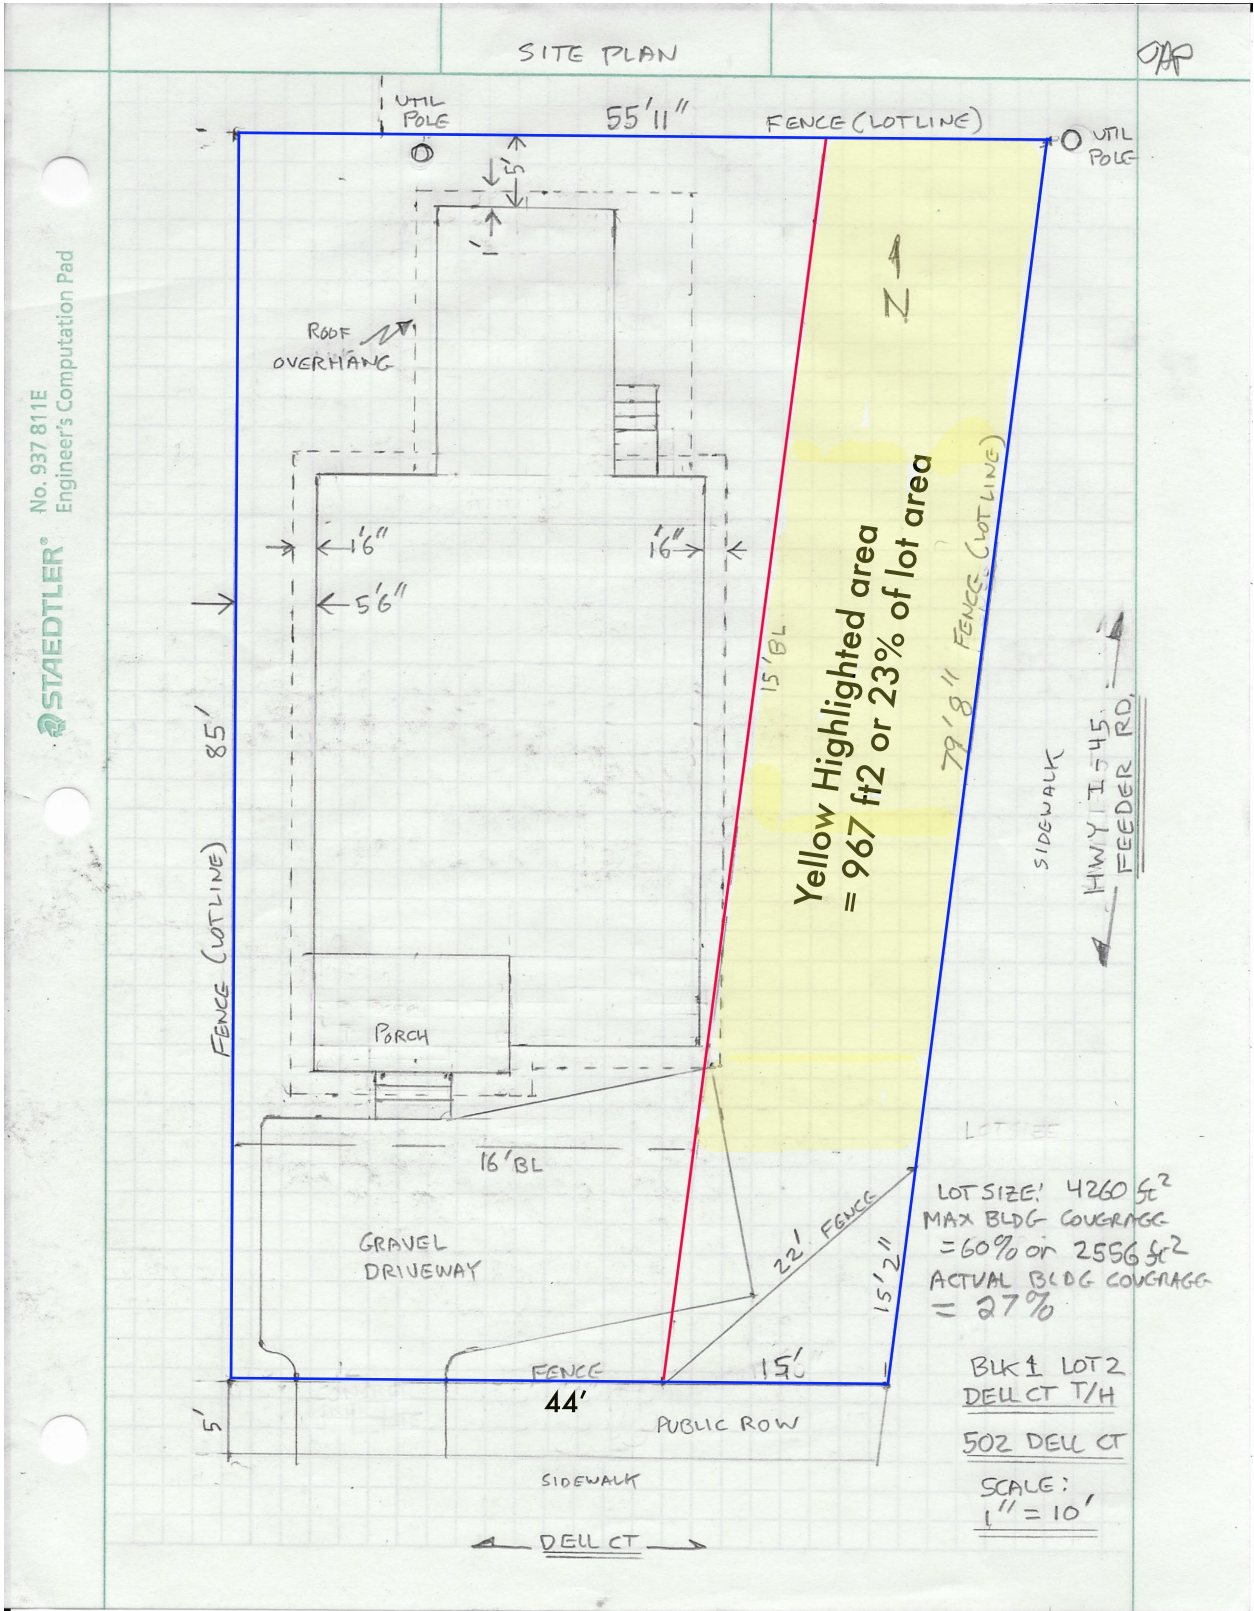 SITE PLAN
OAP
UTIL
POLE
55'11"
FENCE (LOTLINE)
UTIL
POLE
5'
1'
N
ROOF
OVERHANG
No. 937 811E
Engineer's Computation Pad
STAEDTLER®
1'6"
1'6"
5'6"
85'
FENCE (LOTLINE)
15' BL
Yellow Highlighted area
= 967 ft2 or 23% of lot area
79'8" FENCE (LOTLINE)
SIDEWALK
HWY I-45
FEEDER RD.
PORCH
16' BL
LOT SIZE
LOT SIZE: 4260 ft²
MAX BLDG COVERAGE
= 60% or 2556 ft²
ACTUAL BLDG COVERAGE
= 27%
GRAVEL
DRIVEWAY
22' FENCE
15'2"
FENCE
15'
44'
5'
PUBLIC ROW
BLK 1 LOT 2
DELL CT T/H
502 DELL CT
SIDEWALK
SCALE:
1" = 10'
DELL CT